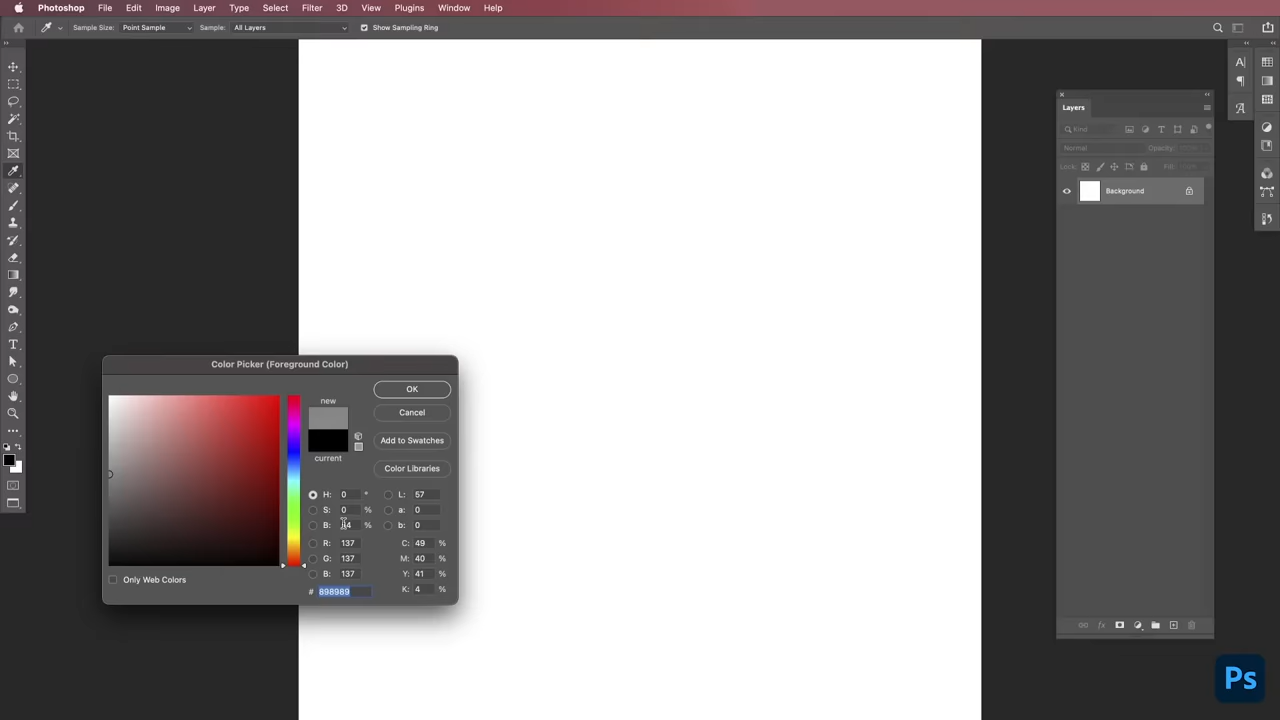 Photoshop File Edit Image Layer Type Select Filter 3D View Plugins Window Help
Sample Size: Point Sample Sample: All Layers Show Sampling Ring
Layers
Kind
Normal Opacity:
Lock: Fill:
Background
Color Picker (Foreground Color)
OK
new
Cancel
Add to Swatches
current
Color Libraries
H: 0 ° L: 57
S: 0 % a: 0
B: % b: 0
R: 137 C: 49 %
G: 137 M: 40 %
B: 137 Y: 41 %
# 898989 K: 4 %
Only Web Colors
Ps